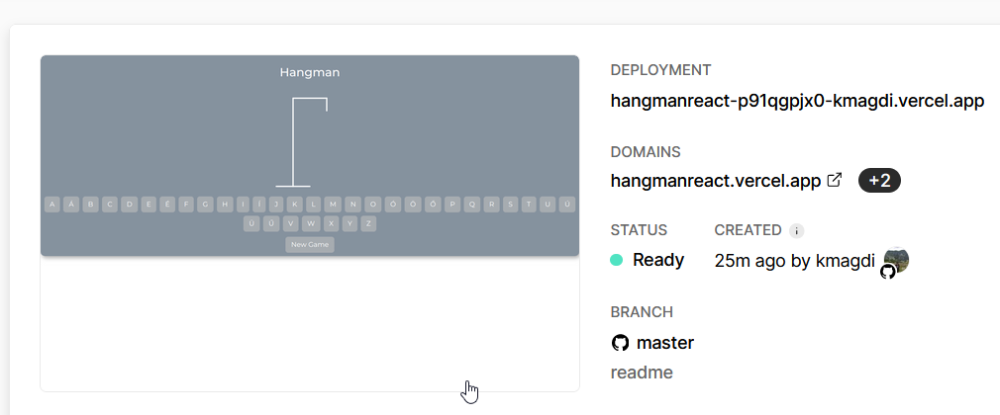 Hangman
A Á B C D E É F G H I Í J K L M N O Ó Ö Ő P Q R S T U Ú
Ü Ű V W X Y Z
New Game
DEPLOYMENT
hangmanreact-p91qgpjx0-kmagdi.vercel.app
DOMAINS
hangmanreact.vercel.app +2
STATUS CREATED
Ready 25m ago by kmagdi
BRANCH
master
readme